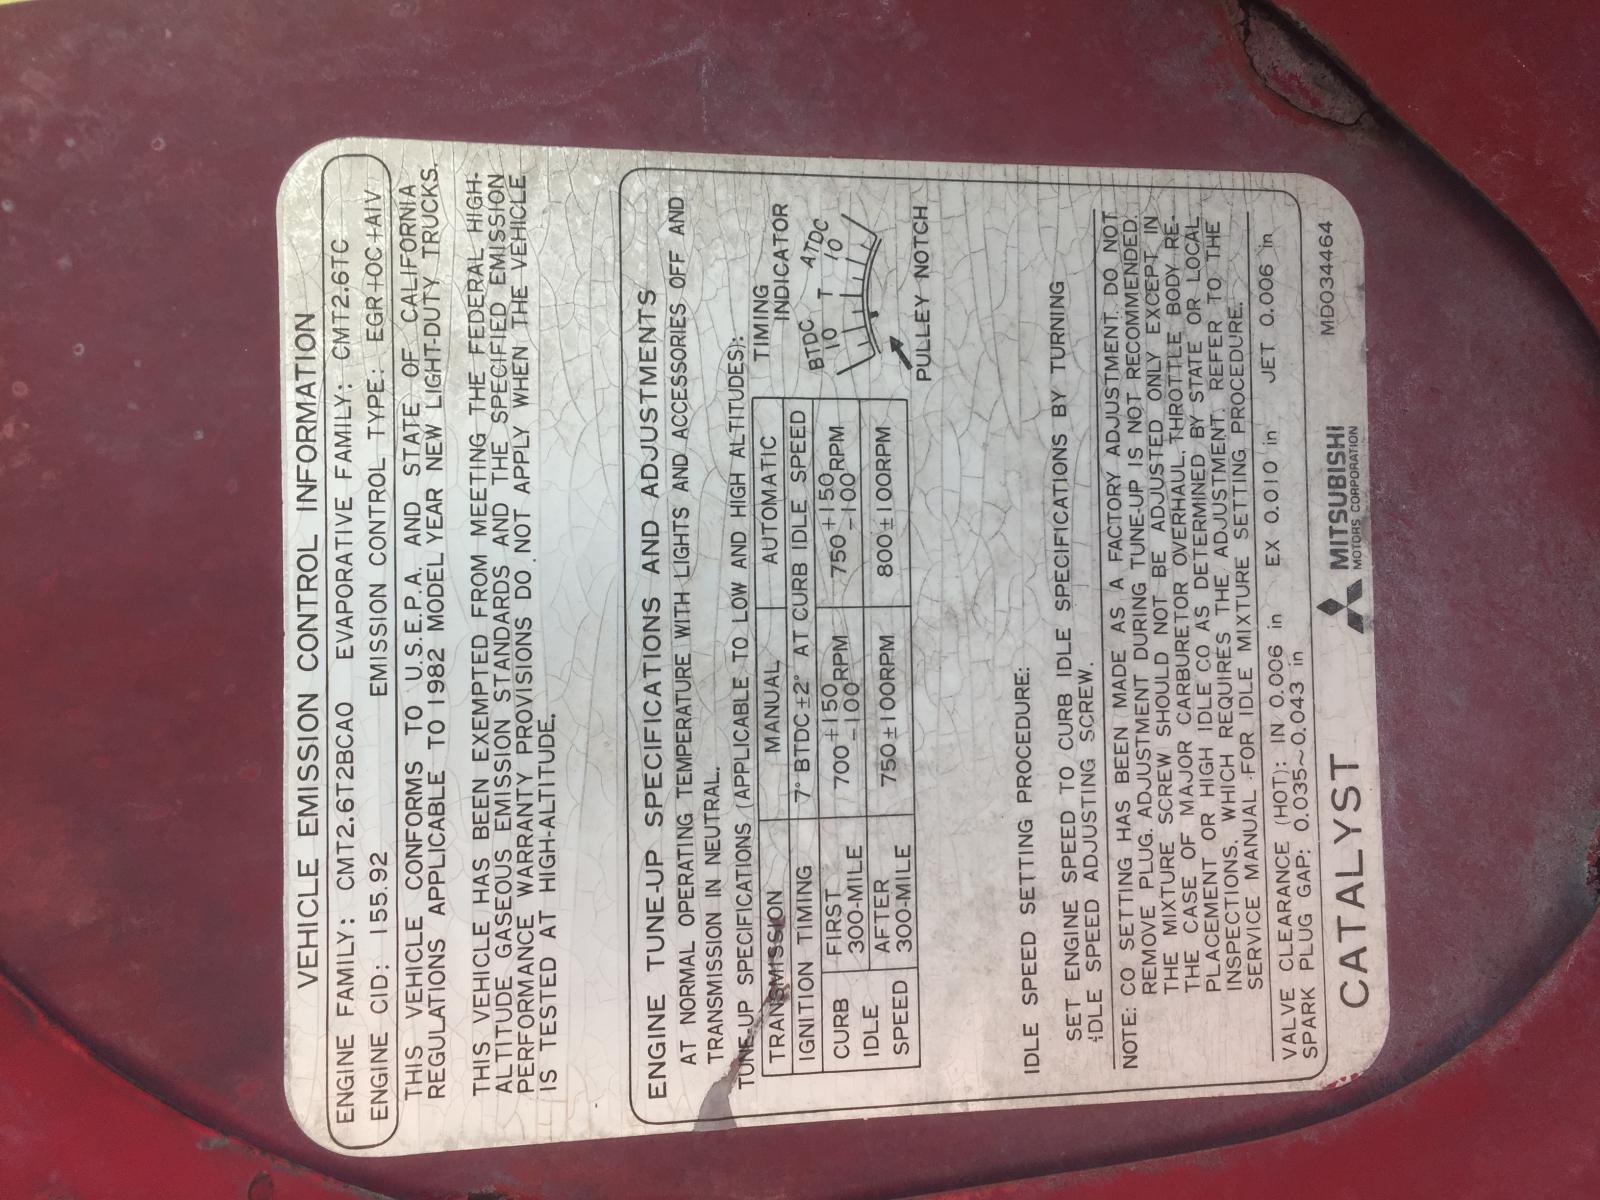 VEHICLE EMISSION CONTROL INFORMATION
ENGINE FAMILY: CMT2.6T2BCA0 EVAPORATIVE FAMILY: CMT2.6TC
ENGINE CID: 155.92 EMISSION CONTROL TYPE: EGR+OC+AIV
THIS VEHICLE CONFORMS TO U.S.E.P.A. AND STATE OF CALIFORNIA
REGULATIONS APPLICABLE TO 1982 MODEL YEAR NEW LIGHT-DUTY TRUCKS.
THIS VEHICLE HAS BEEN EXEMPTED FROM MEETING THE FEDERAL HIGH-
ALTITUDE GASEOUS EMISSION STANDARDS AND THE SPECIFIED EMISSION
PERFORMANCE WARRANTY PROVISIONS DO NOT APPLY WHEN THE VEHICLE
IS TESTED AT HIGH-ALTITUDE.
ENGINE TUNE-UP SPECIFICATIONS AND ADJUSTMENTS
AT NORMAL OPERATING TEMPERATURE WITH LIGHTS AND ACCESSORIES OFF AND
TRANSMISSION IN NEUTRAL.
TUNE-UP SPECIFICATIONS (APPLICABLE TO LOW AND HIGH ALTITUDES):
TRANSMISSION MANUAL AUTOMATIC
IGNITION TIMING 7° BTDC±2° AT CURB IDLE SPEED
CURB IDLE SPEED
FIRST 300-MILE 700 +150 -100 RPM 750 +150 -100 RPM
AFTER 300-MILE 750±100RPM 800±100RPM
TIMING
INDICATOR
BTDC ATDC
10 T 10
PULLEY NOTCH
IDLE SPEED SETTING PROCEDURE:
SET ENGINE SPEED TO CURB IDLE SPECIFICATIONS BY TURNING
IDLE SPEED ADJUSTING SCREW.
NOTE: CO SETTING HAS BEEN MADE AS A FACTORY ADJUSTMENT. DO NOT
REMOVE PLUG. ADJUSTMENT DURING TUNE-UP IS NOT RECOMMENDED.
THE MIXTURE SCREW SHOULD NOT BE ADJUSTED ONLY EXCEPT IN
THE CASE OF MAJOR CARBURETOR OVERHAUL, THROTTLE BODY RE-
PLACEMENT OR HIGH IDLE CO AS DETERMINED BY STATE OR LOCAL
INSPECTIONS, WHICH REQUIRES THE ADJUSTMENT. REFER TO THE
SERVICE MANUAL FOR IDLE MIXTURE SETTING PROCEDURE.
VALVE CLEARANCE (HOT): IN 0.006 in EX 0.010 in JET 0.006 in
SPARK PLUG GAP: 0.035~0.043 in
CATALYST
MITSUBISHI
MOTORS CORPORATION
MD034464